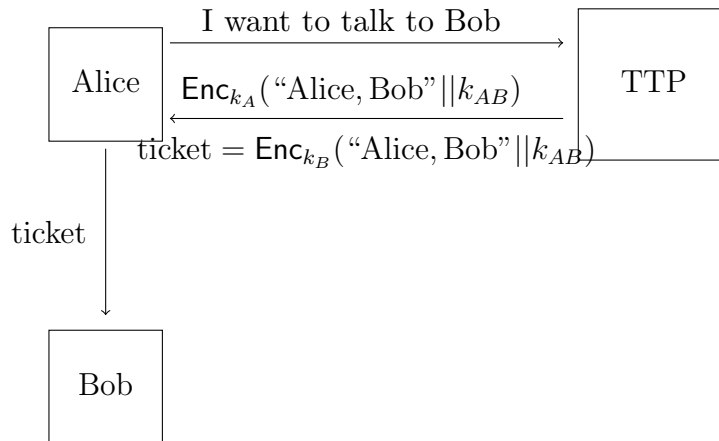 I want to talk to Bob
Alice
TTP
Enc_{k_A}(“Alice, Bob”||k_{AB})
ticket = Enc_{k_B}(“Alice, Bob”||k_{AB})
ticket
Bob